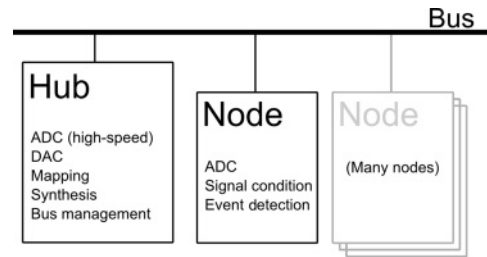 Bus
Hub
ADC (high-speed)
DAC
Mapping
Synthesis
Bus management
Node
ADC
Signal condition
Event detection
Node
(Many nodes)